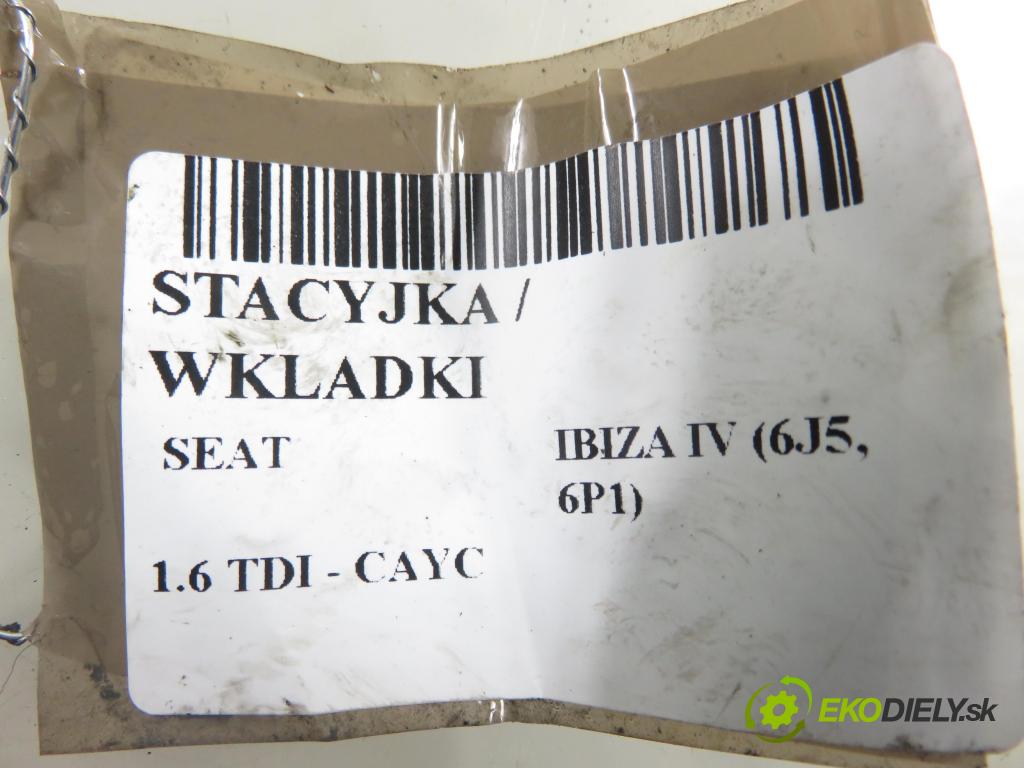 STACYJKA /
WKLADKI
SEAT IBIZA IV (6J5,
6P1)
1.6 TDI - CAYC
EKODIELY.sk